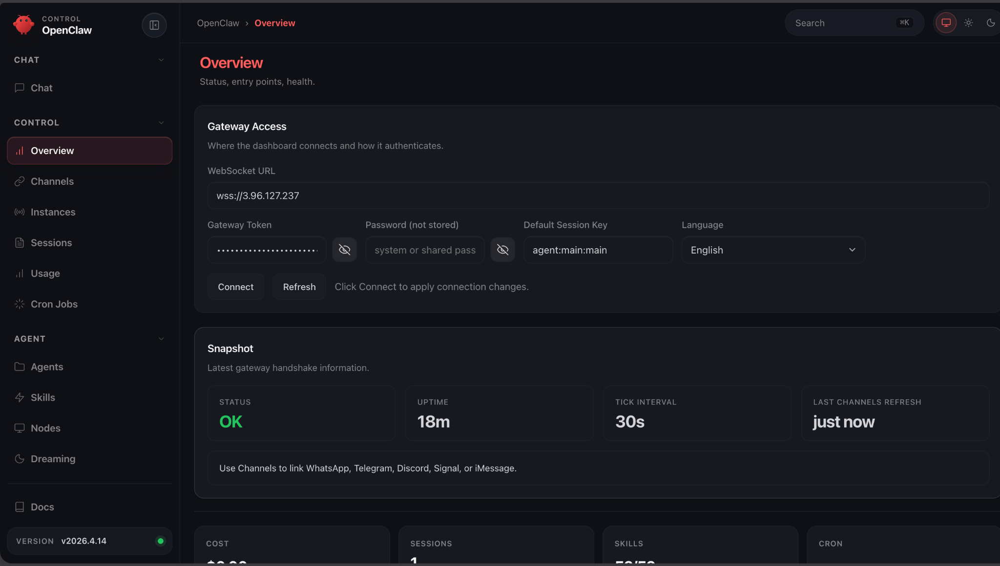 CONTROL
OpenClaw
OpenClaw › Overview
Search
⌘K
CHAT
Chat
CONTROL
Overview
Channels
Instances
Sessions
Usage
Cron Jobs
AGENT
Agents
Skills
Nodes
Dreaming
Docs
VERSION v2026.4.14
Overview
Status, entry points, health.
Gateway Access
Where the dashboard connects and how it authenticates.
WebSocket URL
wss://3.96.127.237
Gateway Token
Password (not stored)
Default Session Key
Language
system or shared pass
agent:main:main
English
Connect
Refresh
Click Connect to apply connection changes.
Snapshot
Latest gateway handshake information.
STATUS
OK
UPTIME
18m
TICK INTERVAL
30s
LAST CHANNELS REFRESH
just now
Use Channels to link WhatsApp, Telegram, Discord, Signal, or iMessage.
COST
SESSIONS
1
SKILLS
CRON